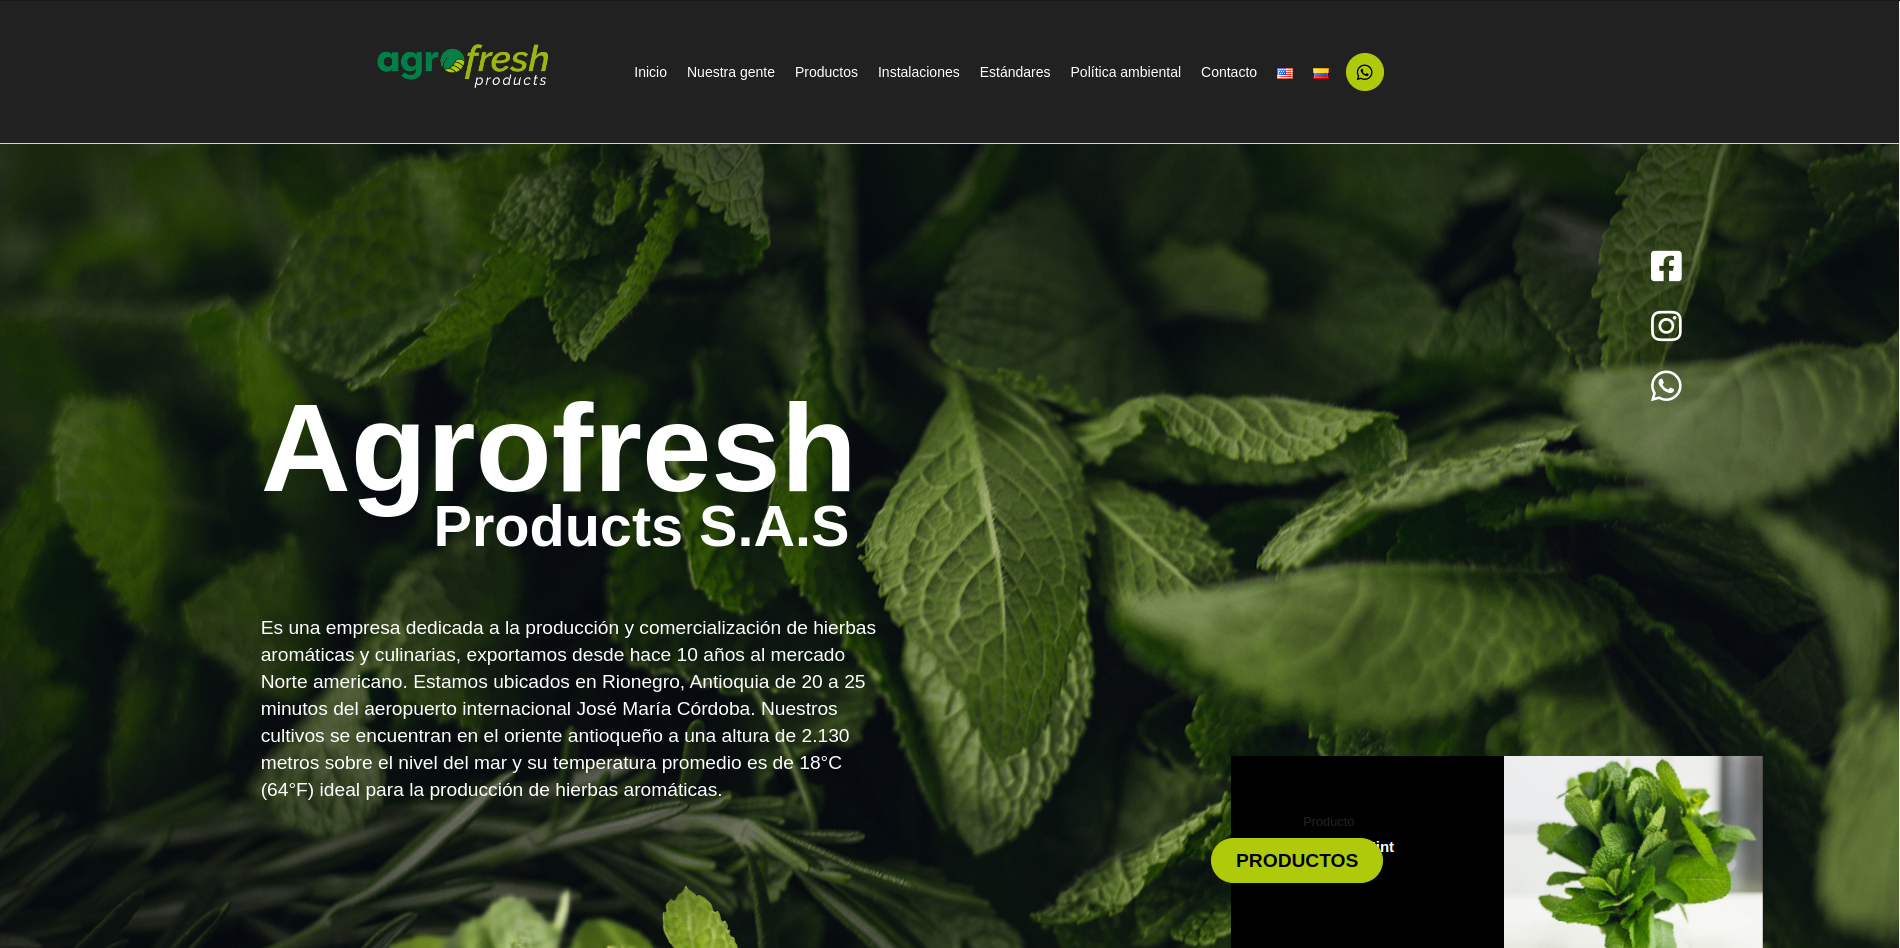 agrofresh
products
Inicio
Nuestra gente
Productos
Instalaciones
Estándares
Política ambiental
Contacto
Agrofresh
Products S.A.S
Es una empresa dedicada a la producción y comercialización de hierbas
aromáticas y culinarias, exportamos desde hace 10 años al mercado
Norte americano. Estamos ubicados en Rionegro, Antioquia de 20 a 25
minutos del aeropuerto internacional José María Córdoba. Nuestros
cultivos se encuentran en el oriente antioqueño a una altura de 2.130
metros sobre el nivel del mar y su temperatura promedio es de 18°C
(64°F) ideal para la producción de hierbas aromáticas.
Producto
PRODUCTOS